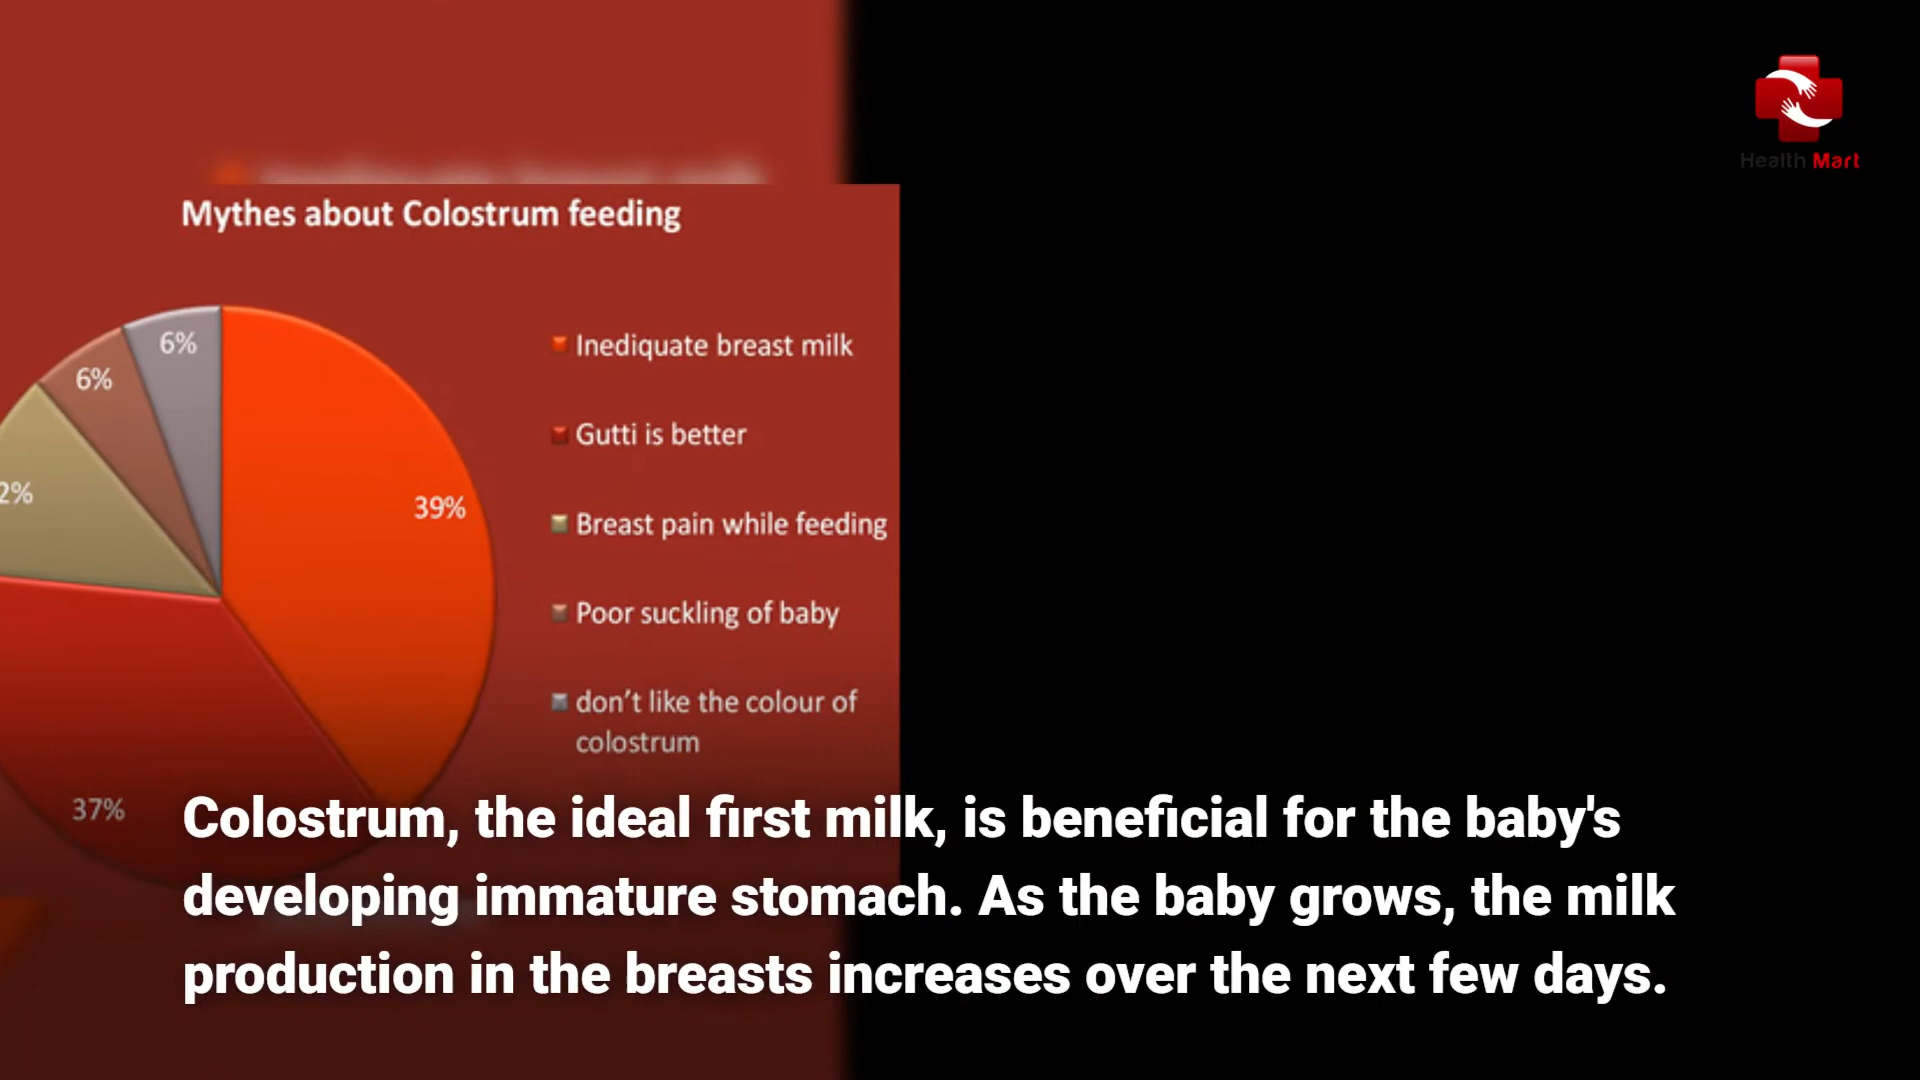 Health Mart
Mythes about Colostrum feeding
6%
6%
2%
39%
37%
Inediquate breast milk
Gutti is better
Breast pain while feeding
Poor suckling of baby
don't like the colour of
colostrum
Colostrum, the ideal first milk, is beneficial for the baby's
developing immature stomach. As the baby grows, the milk
production in the breasts increases over the next few days.